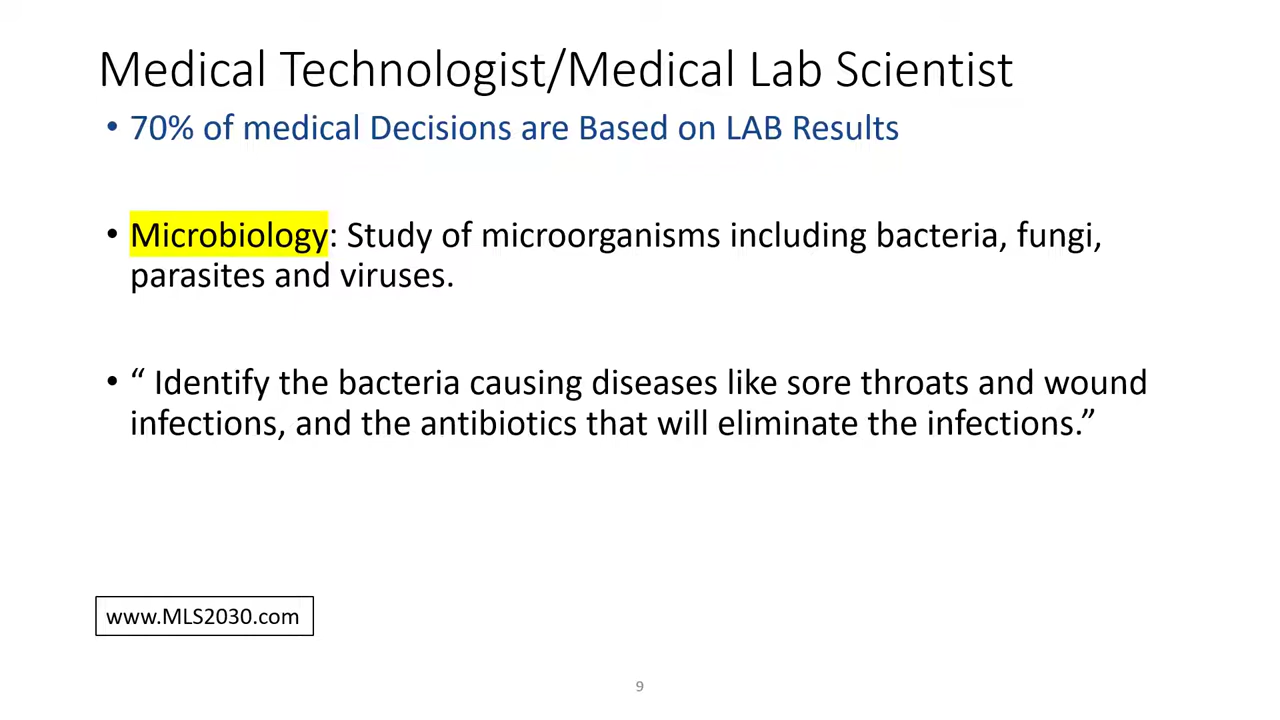 Medical Technologist/Medical Lab Scientist
• 70% of medical Decisions are Based on LAB Results
• Microbiology: Study of microorganisms including bacteria, fungi,
parasites and viruses.
• “ Identify the bacteria causing diseases like sore throats and wound
infections, and the antibiotics that will eliminate the infections.”
www.MLS2030.com
9